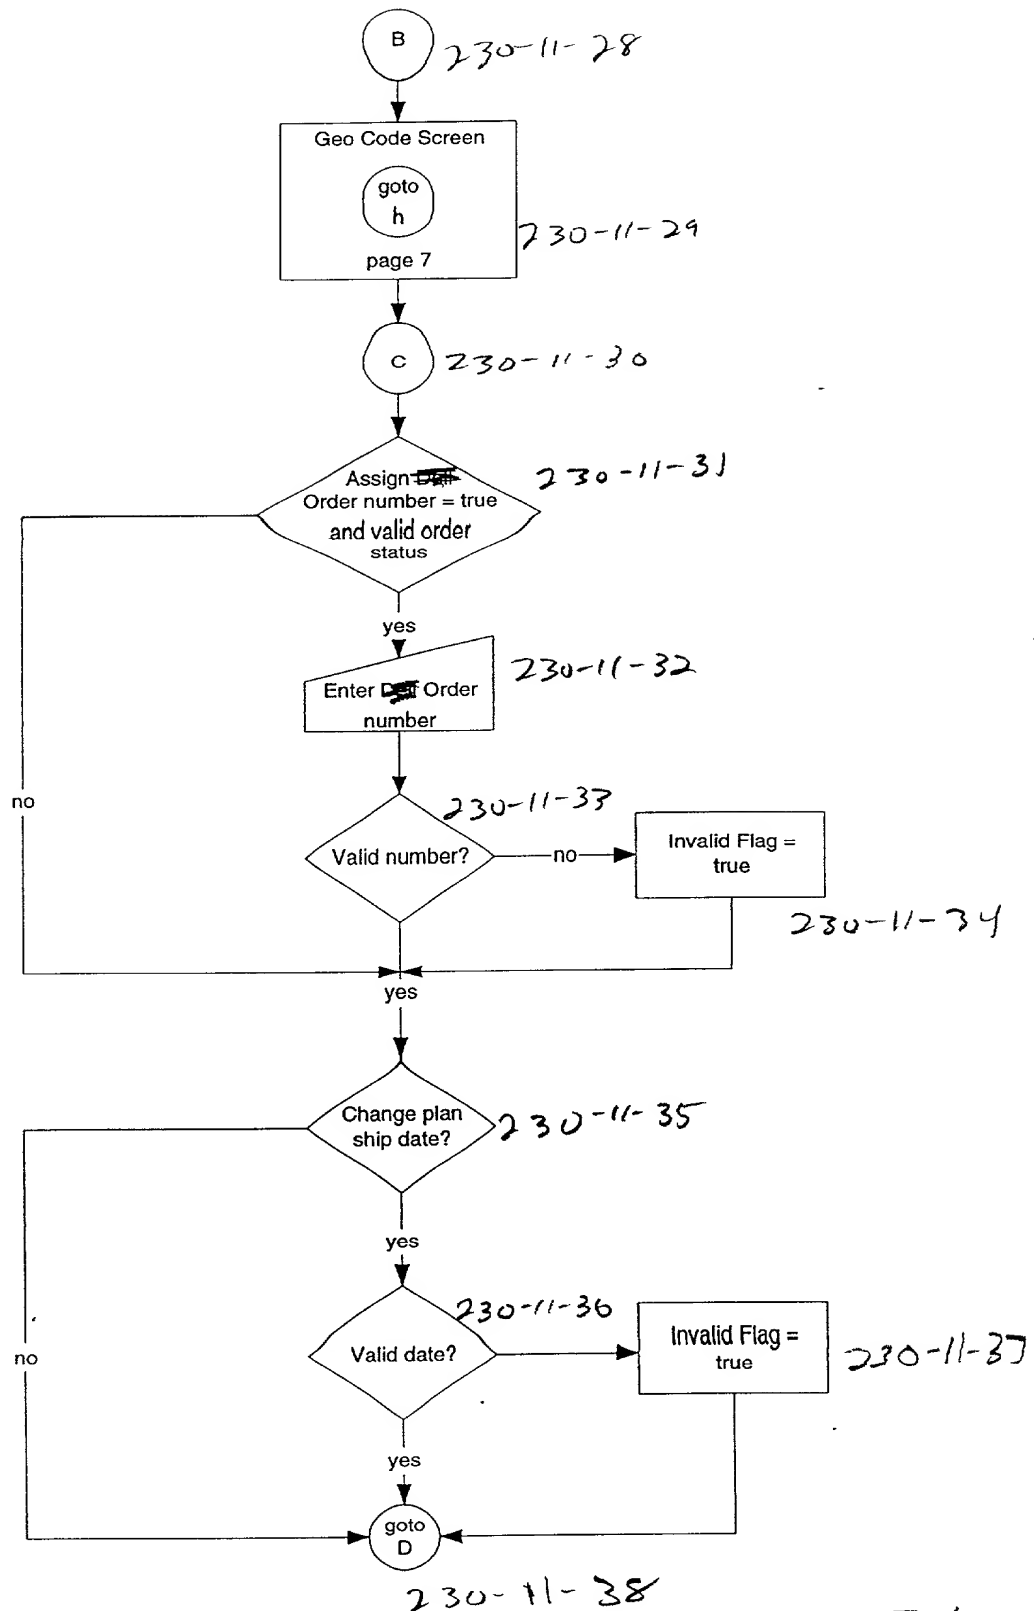 B
230-11-28
Geo Code Screen
goto
h
page 7
230-11-29
C
230-11-30
Assign
Order number = true
and valid order
status
230-11-31
yes
230-11-32
Enter Order
number
no
230-11-33
Valid number?
no
Invalid Flag =
true
230-11-34
yes
Change plan
ship date?
230-11-35
yes
230-11-36
no
Valid date?
Invalid Flag =
true
230-11-37
yes
goto
D
230-11-38